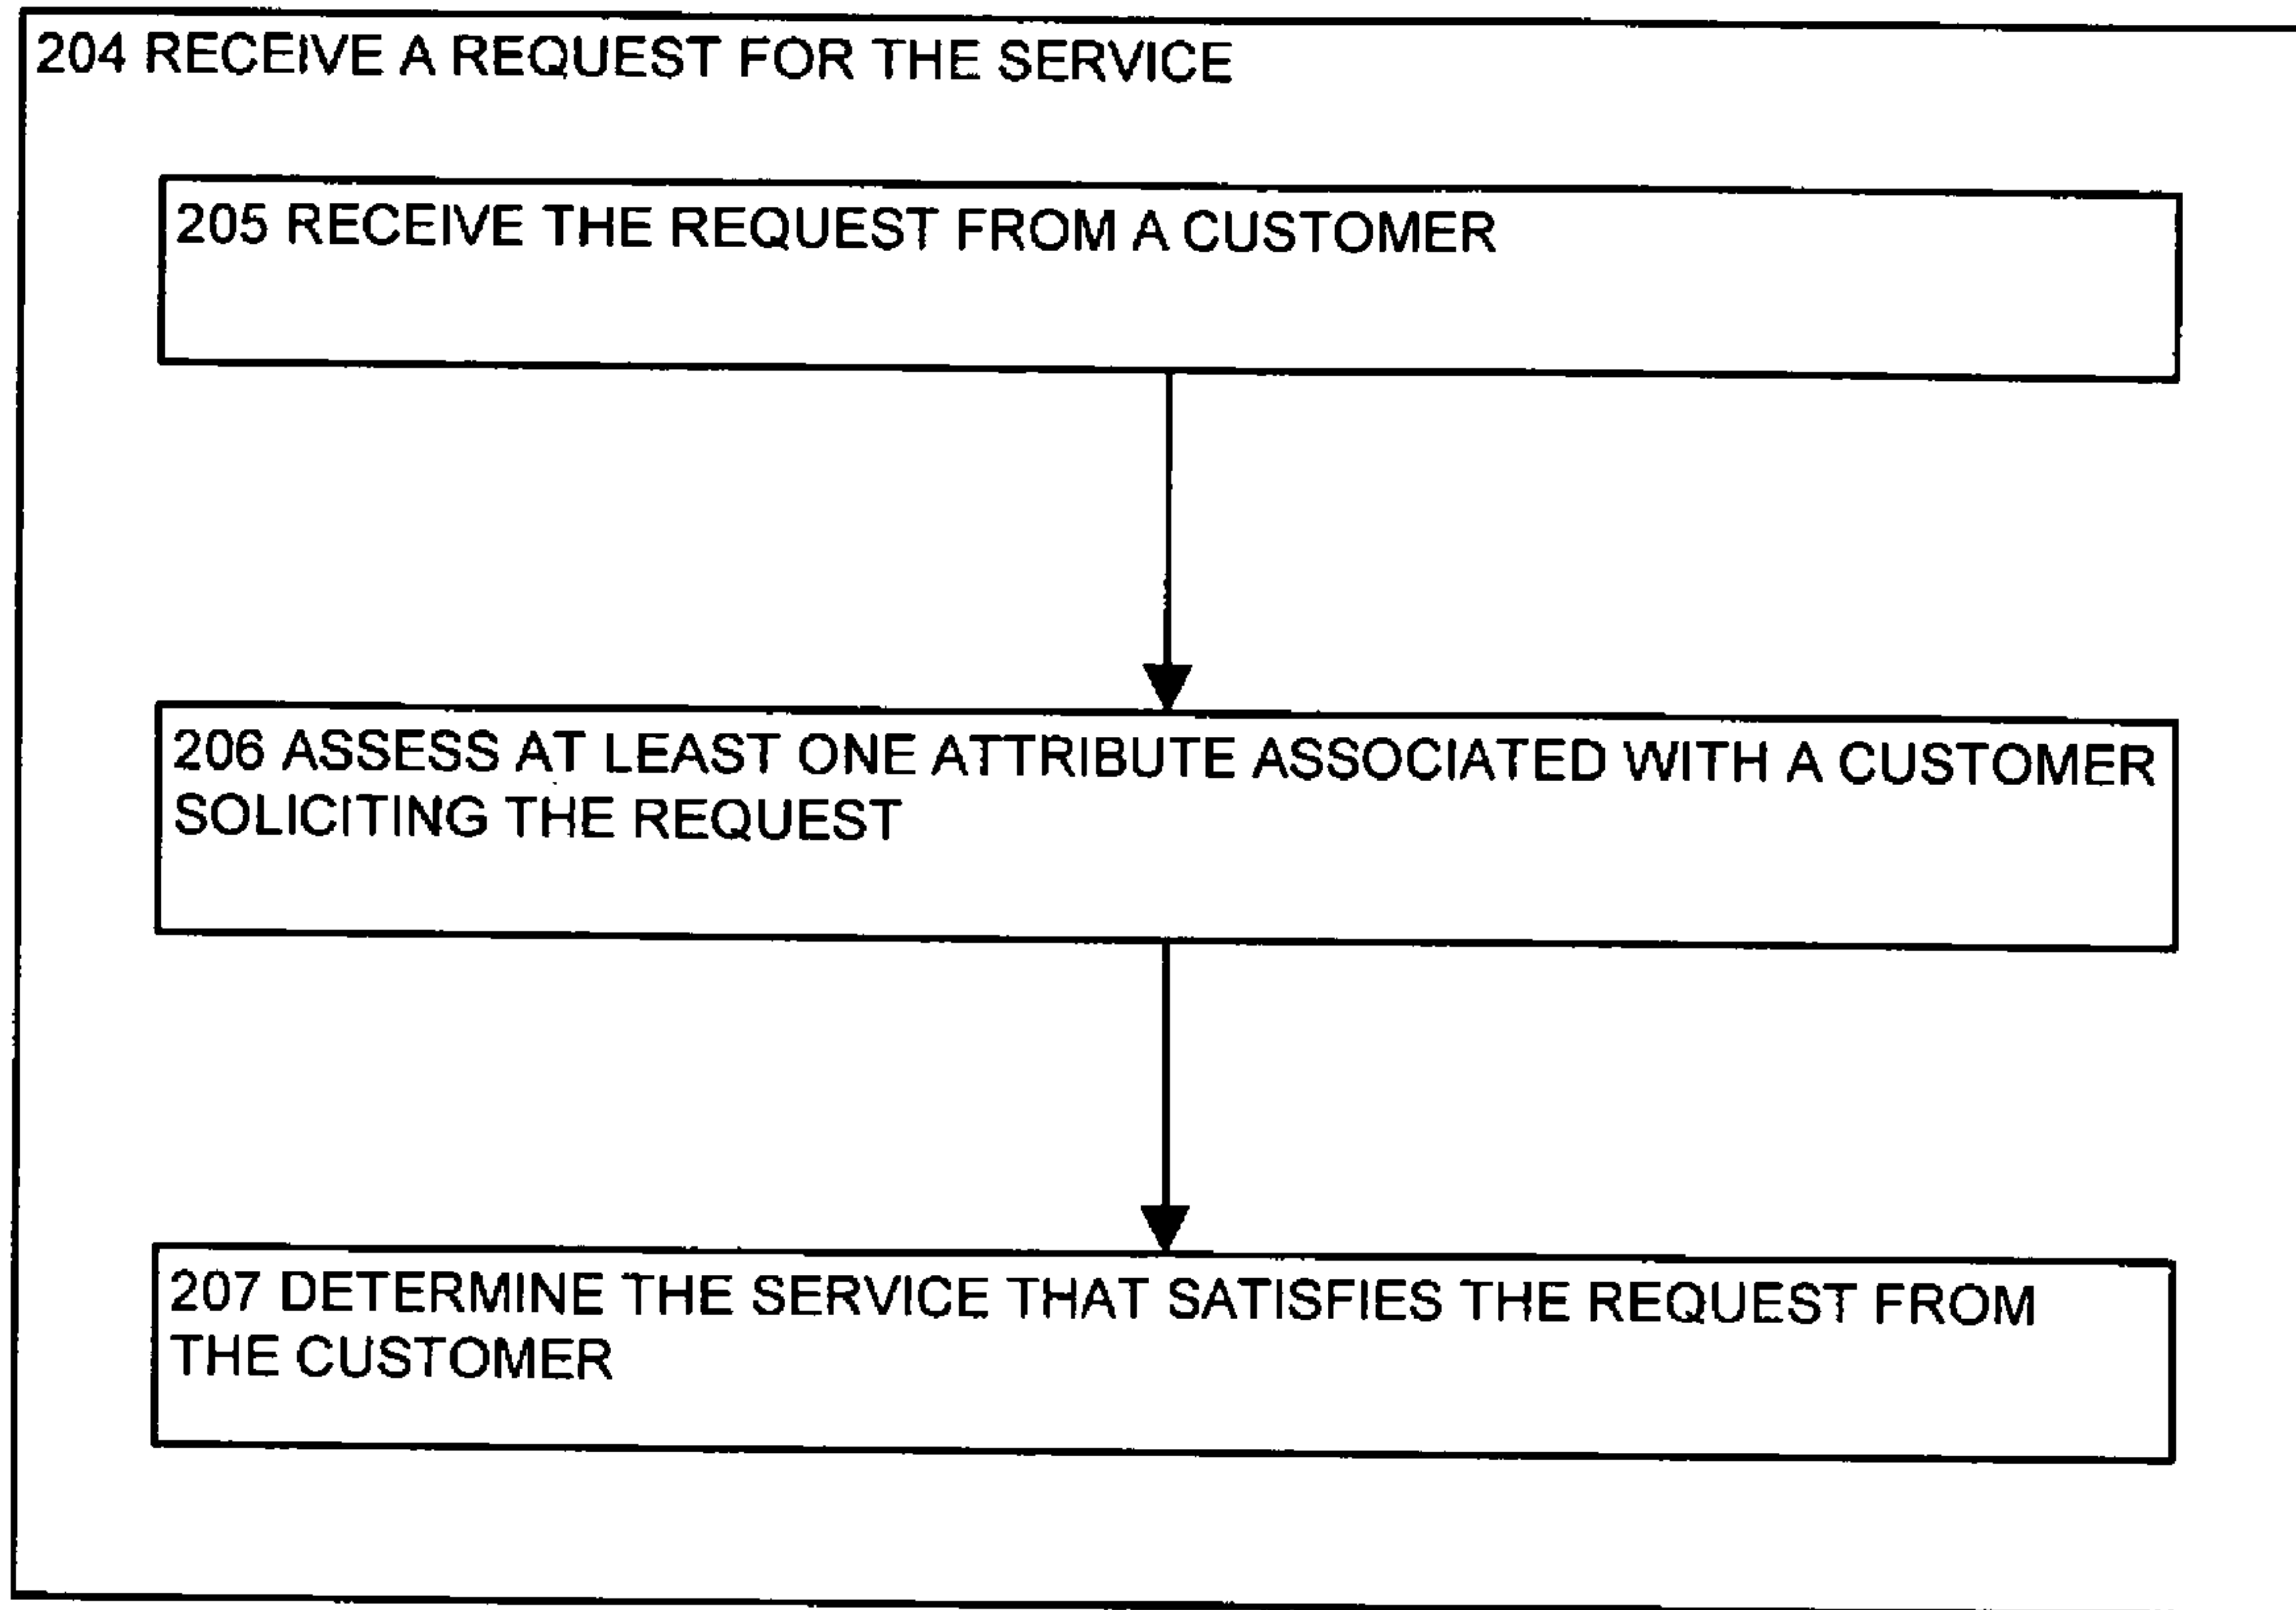 204 RECEIVE A REQUEST FOR THE SERVICE
205 RECEIVE THE REQUEST FROM A CUSTOMER
206 ASSESS AT LEAST ONE ATTRIBUTE ASSOCIATED WITH A CUSTOMER
SOLICITING THE REQUEST
207 DETERMINE THE SERVICE THAT SATISFIES THE REQUEST FROM
THE CUSTOMER